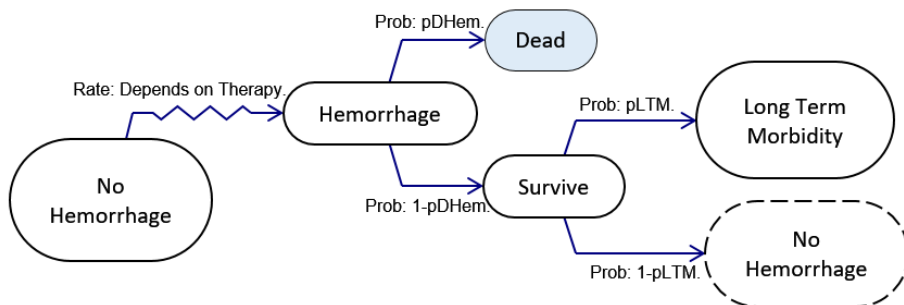 Prob: pDHem.
Dead
Rate: Depends on Therapy.
Hemorrhage
Prob: pLTM.
Long Term
Morbidity
No
Hemorrhage
Survive
Prob: 1-pDHem.
No
Hemorrhage
Prob: 1-pLTM.